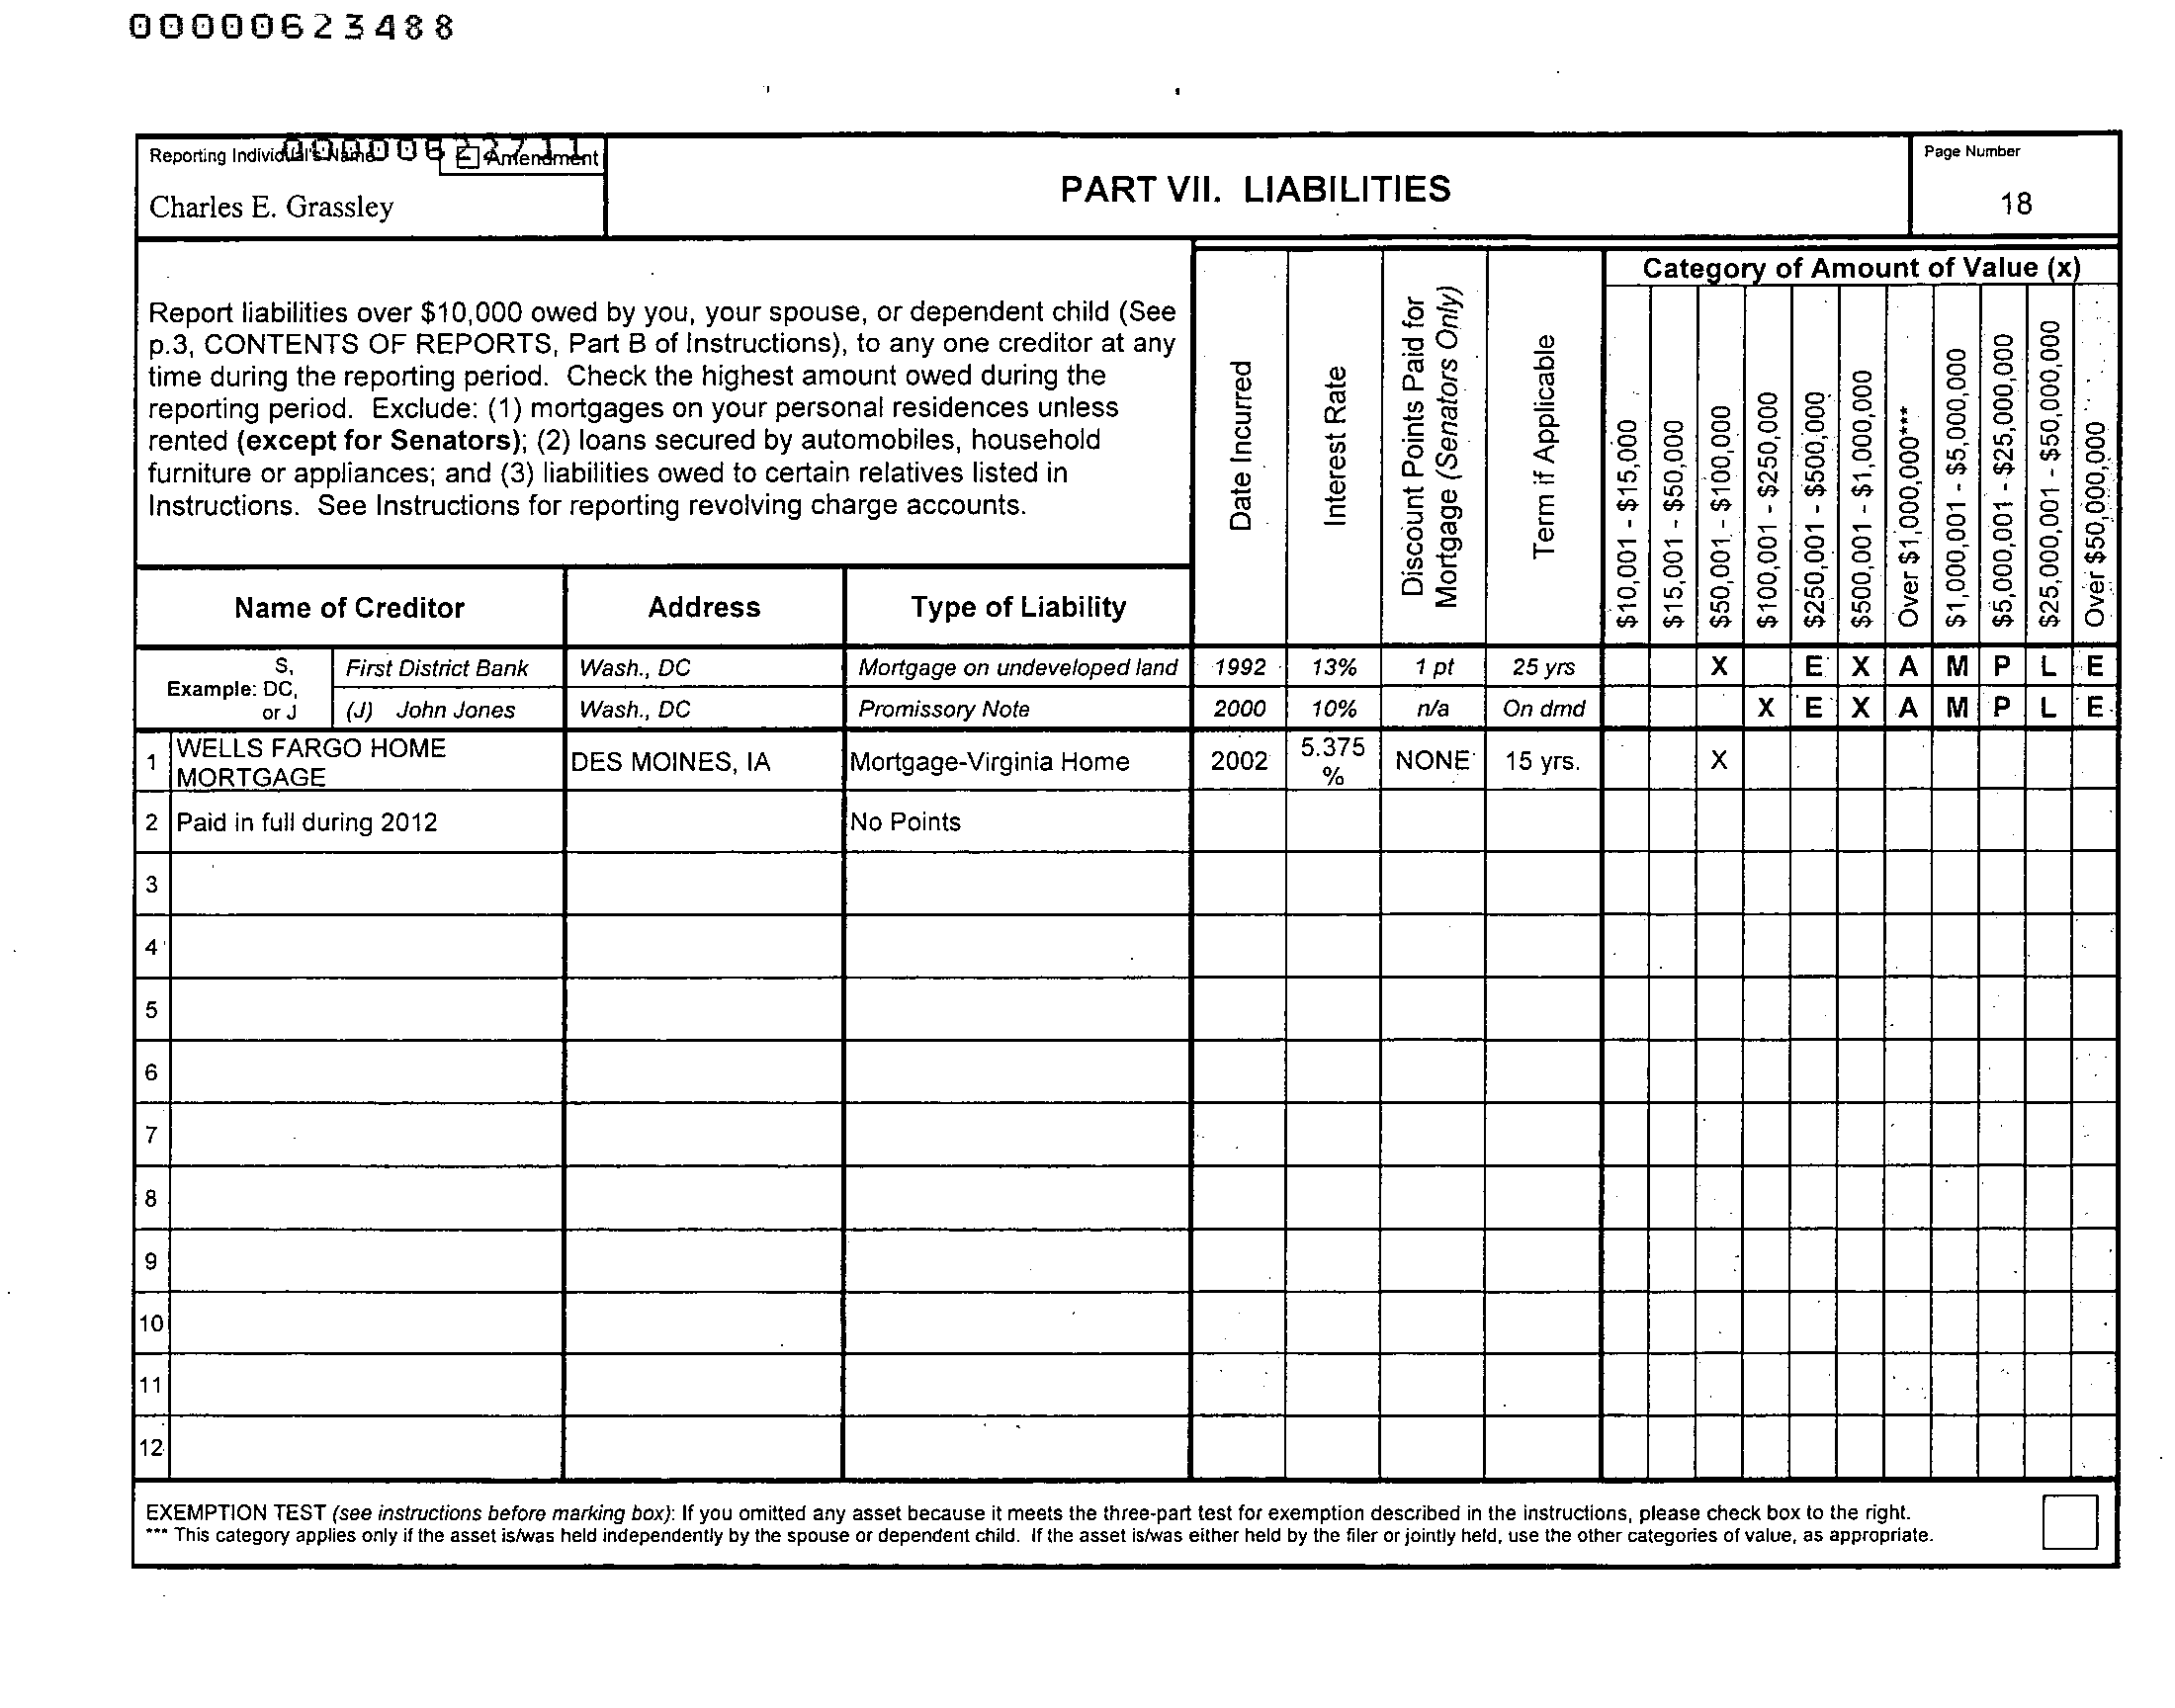 00000623488
Reporting Individual's Name
Amendment
Charles E. Grassley
PART VII. LIABILITIES
Page Number
18
Report liabilities over $10,000 owed by you, your spouse, or dependent child (See
p.3, CONTENTS OF REPORTS, Part B of Instructions), to any one creditor at any
time during the reporting period. Check the highest amount owed during the
reporting period. Exclude: (1) mortgages on your personal residences unless
rented (except for Senators); (2) loans secured by automobiles, household
furniture or appliances; and (3) liabilities owed to certain relatives listed in
Instructions. See Instructions for reporting revolving charge accounts.
Name of Creditor
Address
Type of Liability
Date Incurred
Interest Rate
Discount Points Paid for
Mortgage (Senators Only)
Term if Applicable
Category of Amount of Value (x)
$10,001 - $15,000
$15,001 - $50,000
$50,001 - $100,000
$100,001 - $250,000
$250,001 - $500,000
$500,001 - $1,000,000
Over $1,000,000***
$1,000,001 - $5,000,000
$5,000,001 - $25,000,000
$25,000,001 - $50,000,000
Over $50,000,000
Example: S,
DC,
or J
First District Bank Wash., DC Mortgage on undeveloped land 1992 13% 1 pt 25 yrs X E X A M P L E
(J) John Jones Wash., DC Promissory Note 2000 10% n/a On dmd X E X A M P L E
1 WELLS FARGO HOME
MORTGAGE DES MOINES, IA Mortgage-Virginia Home 2002 5.375
% NONE 15 yrs. X
2 Paid in full during 2012 No Points
3
4
5
6
7
8
9
10
11
12
EXEMPTION TEST (see instructions before marking box): If you omitted any asset because it meets the three-part test for exemption described in the instructions, please check box to the right.
*** This category applies only if the asset is/was held independently by the spouse or dependent child. If the asset is/was either held by the filer or jointly held, use the other categories of value, as appropriate.